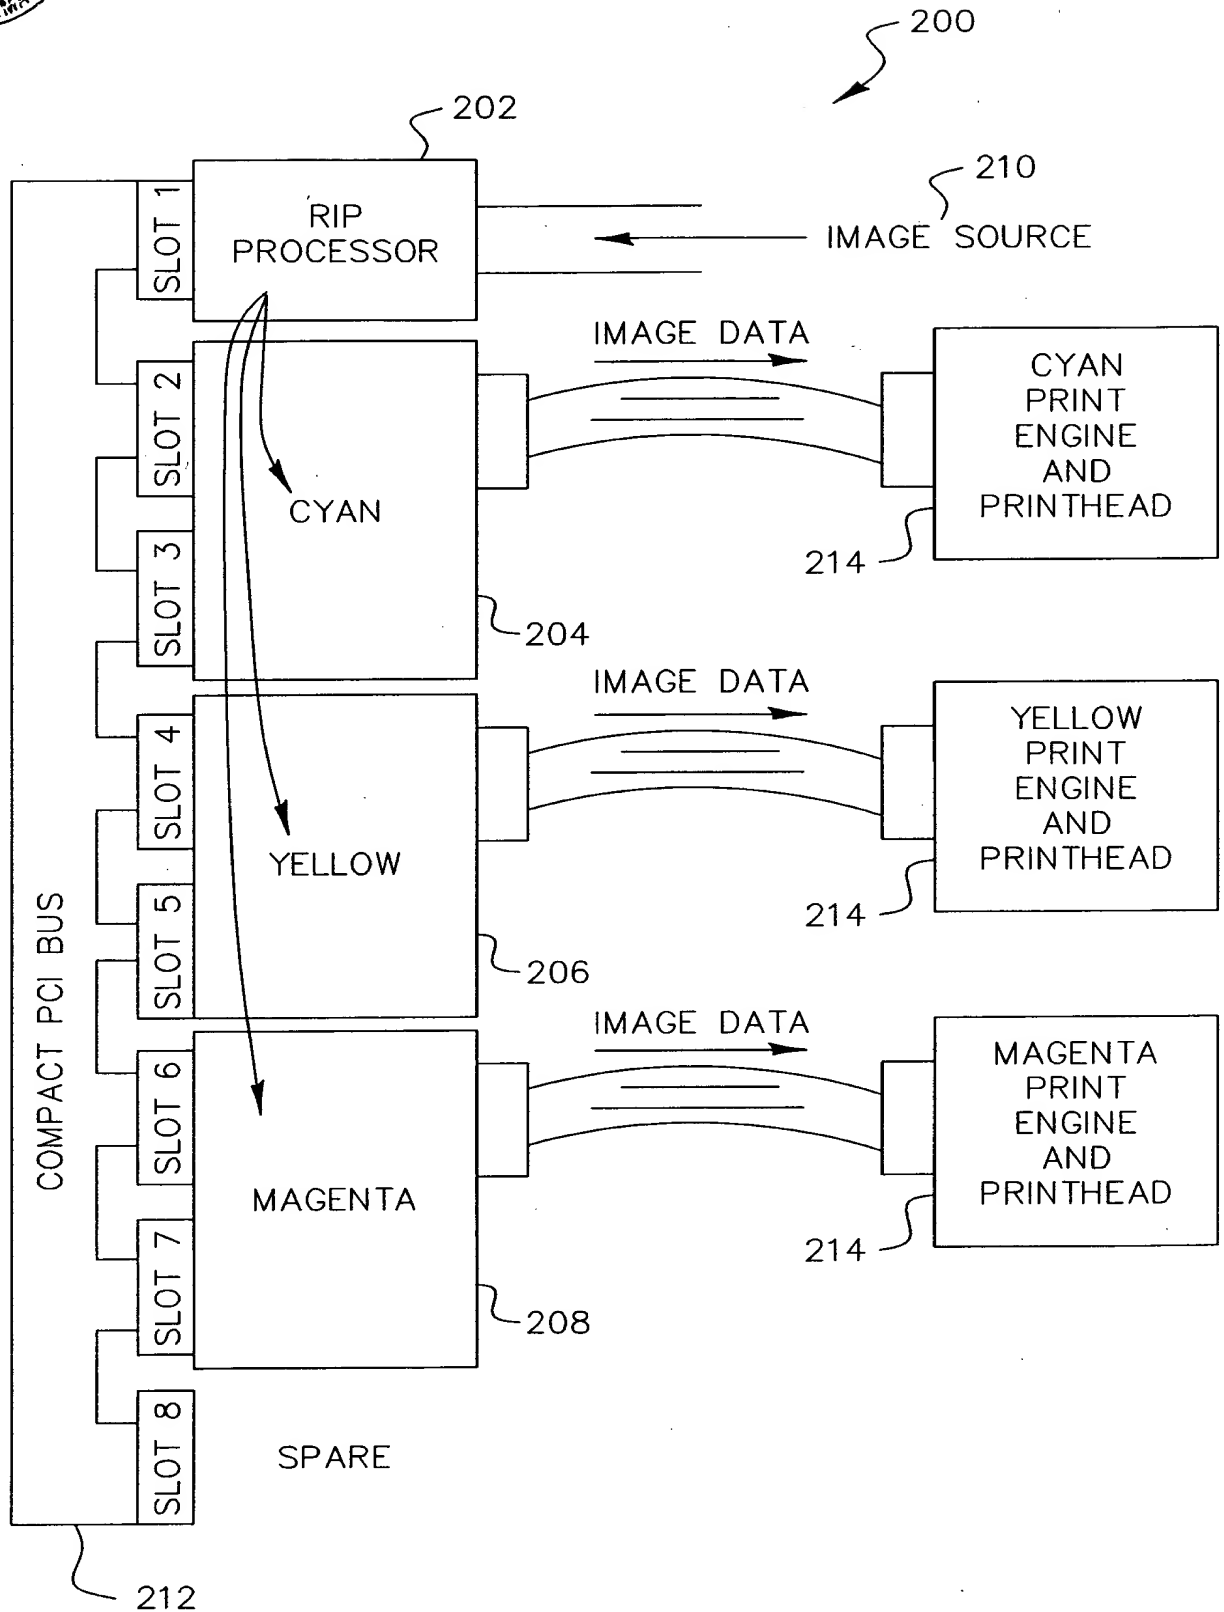 200
202
210
SLOT 1
RIP
PROCESSOR
IMAGE SOURCE
IMAGE DATA
SLOT 2
CYAN
PRINT
ENGINE
AND
PRINTHEAD
CYAN
SLOT 3
214
204
IMAGE DATA
SLOT 4
YELLOW
PRINT
ENGINE
AND
PRINTHEAD
YELLOW
SLOT 5
214
206
COMPACT PCI BUS
IMAGE DATA
SLOT 6
MAGENTA
PRINT
ENGINE
AND
PRINTHEAD
MAGENTA
SLOT 7
214
208
SLOT 8
SPARE
212